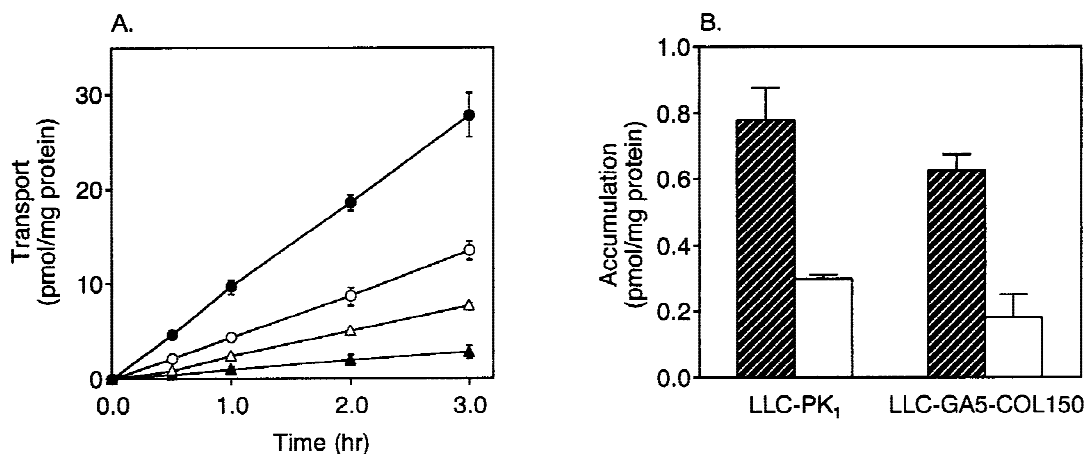 A.
Transport
(pmol/mg protein)
30
20
10
0
0.0 1.0 2.0 3.0
Time (hr)
B.
Accumulation
(pmol/mg protein)
1.0
0.8
0.6
0.4
0.2
0.0
LLC-PK₁ LLC-GA5-COL150